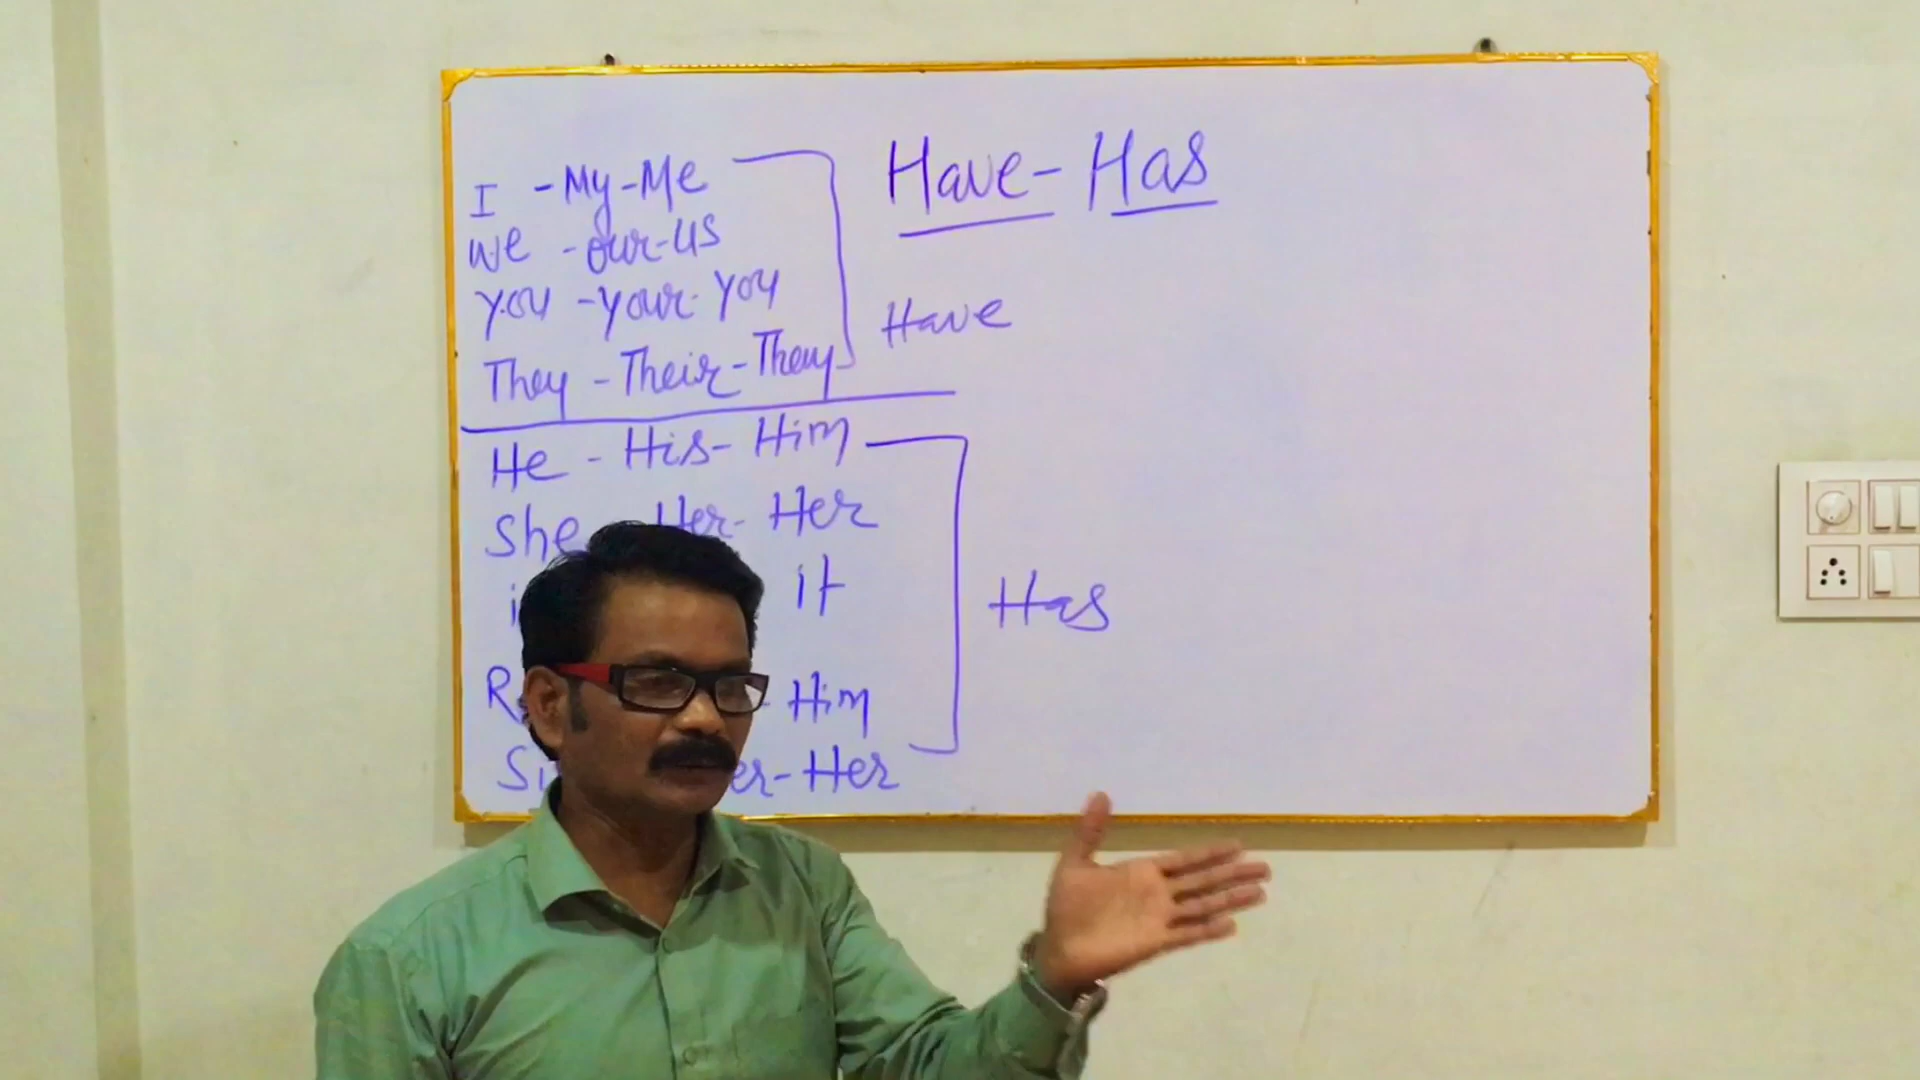 Have - Has
I - My - Me
We - our - us
You - Your - You
They - Their - They
Have
He - His - Him
She Her - Her
it
Has
Him
Her